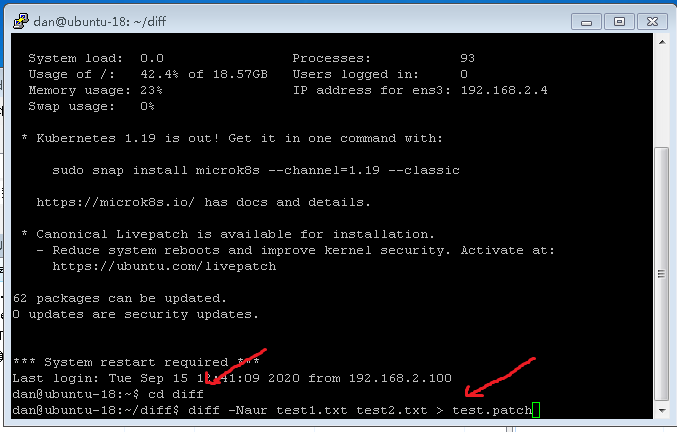 dan@ubuntu-18: ~/diff
System load:  0.0                Processes:           93
Usage of /:   42.4% of 18.57GB   Users logged in:     0
Memory usage: 23%                IP address for ens3: 192.168.2.4
Swap usage:   0%
* Kubernetes 1.19 is out! Get it in one command with:
sudo snap install microk8s --channel=1.19 --classic
https://microk8s.io/ has docs and details.
* Canonical Livepatch is available for installation.
- Reduce system reboots and improve kernel security. Activate at:
https://ubuntu.com/livepatch
62 packages can be updated.
0 updates are security updates.
*** System restart required ***
Last login: Tue Sep 15 12:41:09 2020 from 192.168.2.100
dan@ubuntu-18:~$ cd diff
dan@ubuntu-18:~/diff$ diff -Naur test1.txt test2.txt > test.patch